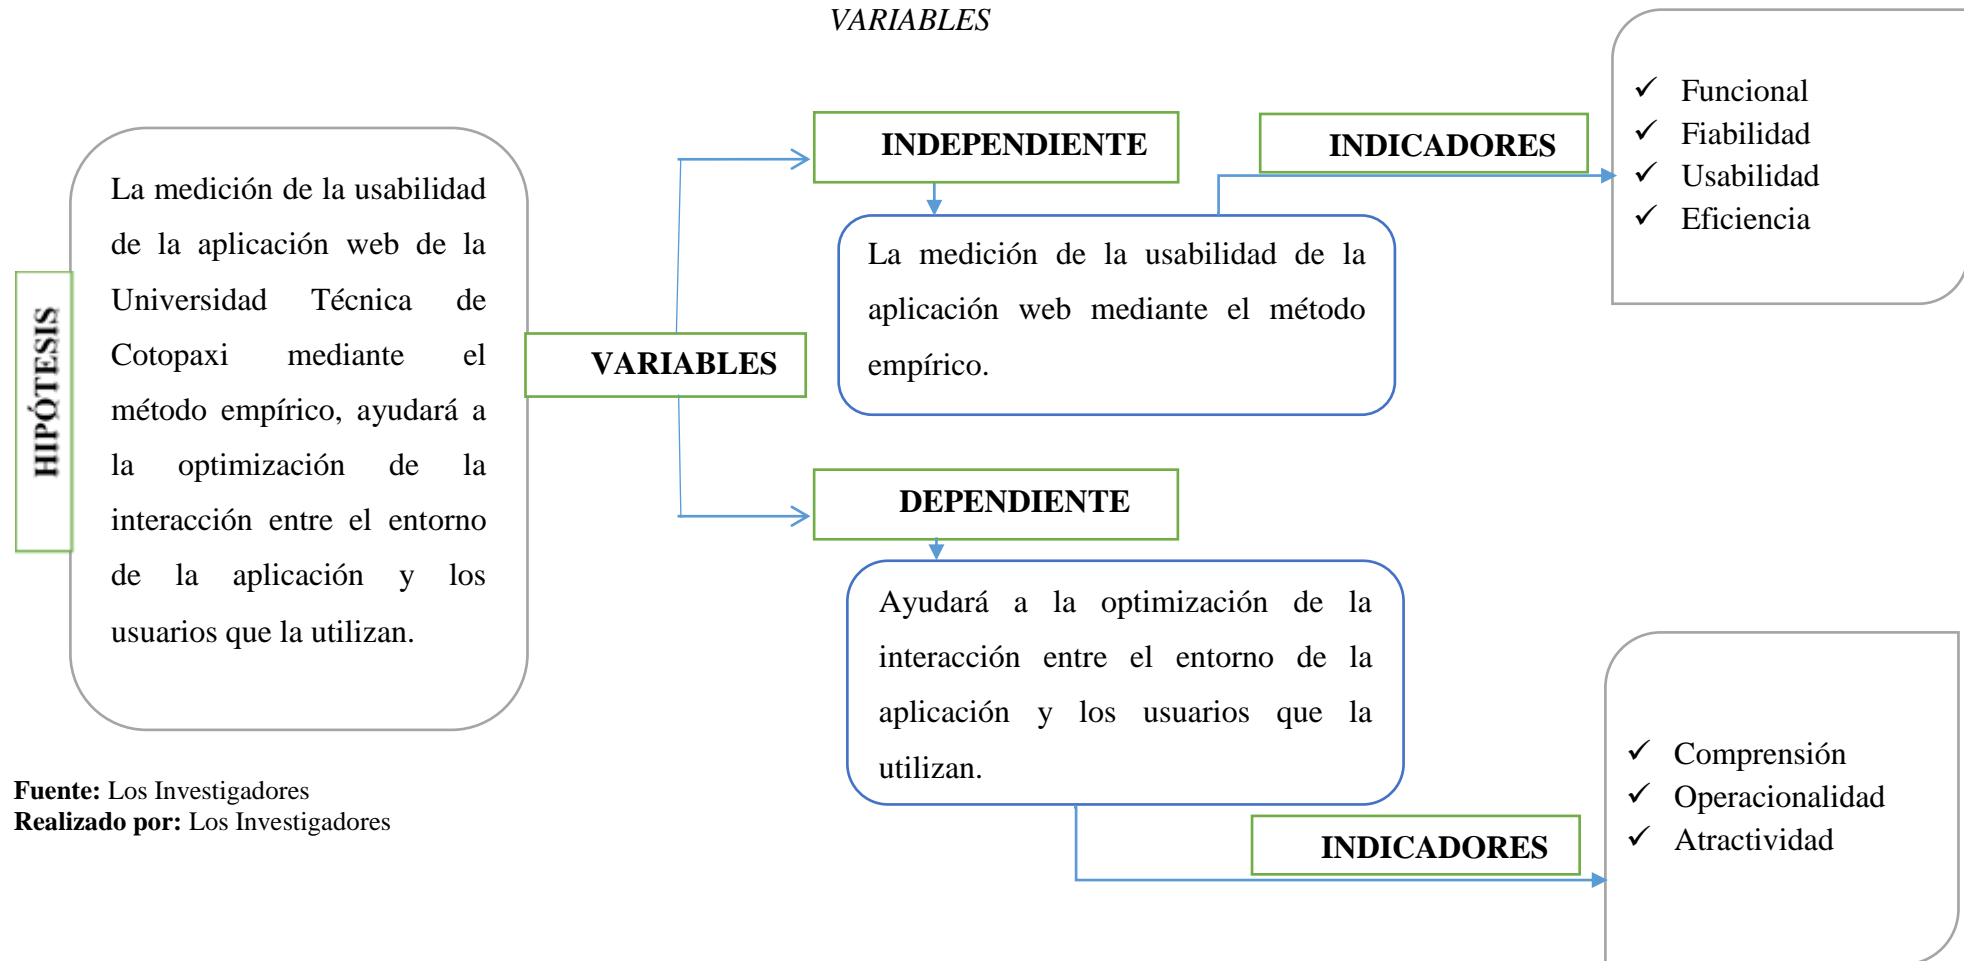 VARIABLES
HIPÓTESIS
La medición de la usabilidad
de la aplicación web de la
Universidad Técnica de
Cotopaxi mediante el
método empírico, ayudará a
la optimización de la
interacción entre el entorno
de la aplicación y los
usuarios que la utilizan.
VARIABLES
INDEPENDIENTE
La medición de la usabilidad de la
aplicación web mediante el método
empírico.
INDICADORES
✓ Funcional
✓ Fiabilidad
✓ Usabilidad
✓ Eficiencia
DEPENDIENTE
Ayudará a la optimización de la
interacción entre el entorno de la
aplicación y los usuarios que la
utilizan.
INDICADORES
✓ Comprensión
✓ Operacionalidad
✓ Atractividad
Fuente: Los Investigadores
Realizado por: Los Investigadores